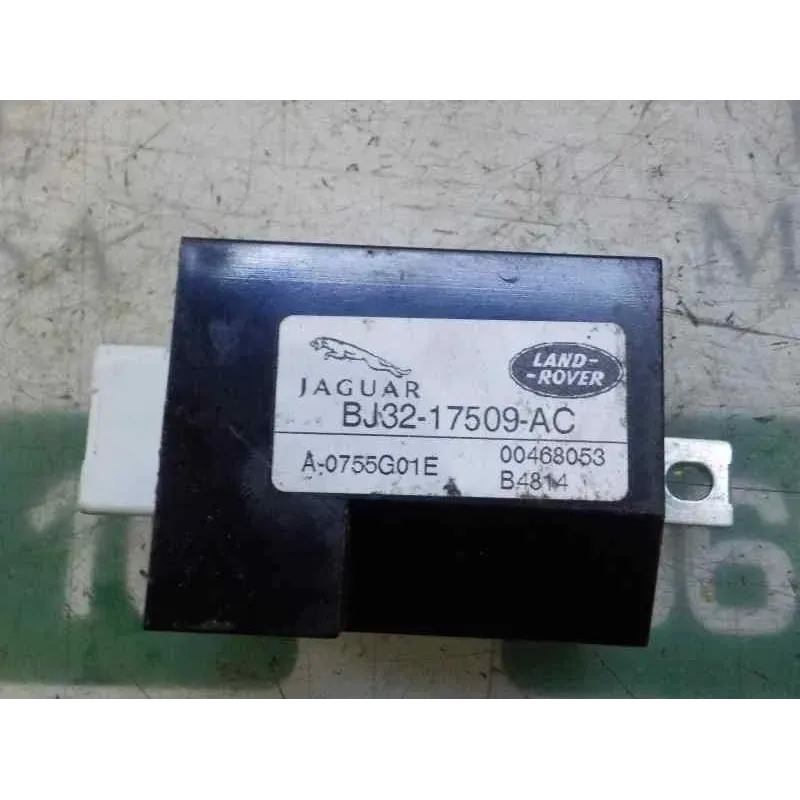 JAGUAR
LAND-
-ROVER
BJ32-17509-AC
A-0755G01E
00468053
B4814